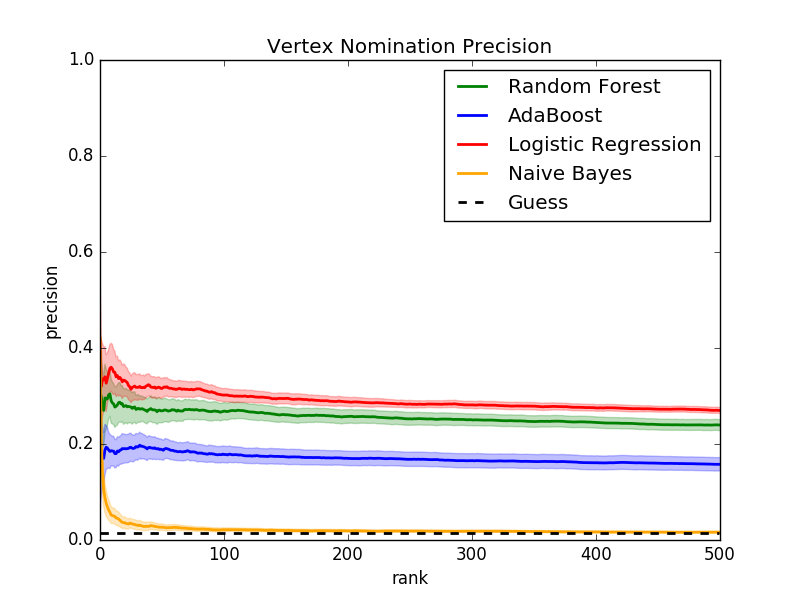 Vertex Nomination Precision
1.0
0.8
0.6
0.4
0.2
0.0
precision
Random Forest
AdaBoost
Logistic Regression
Naive Bayes
Guess
0
100
200
300
400
500
rank